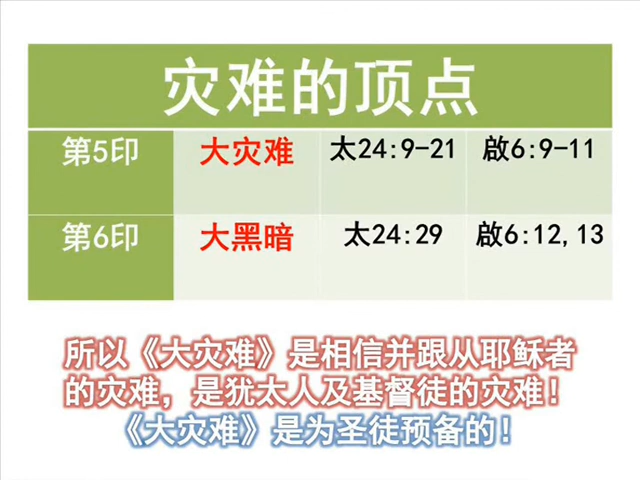 灾难的顶点
第5印 大灾难 太24:9-21 啟6:9-11
第6印 大黑暗 太24:29 啟6:12,13
所以《大灾难》是相信并跟从耶稣者
的灾难，是犹太人及基督徒的灾难！
《大灾难》是为圣徒预备的！